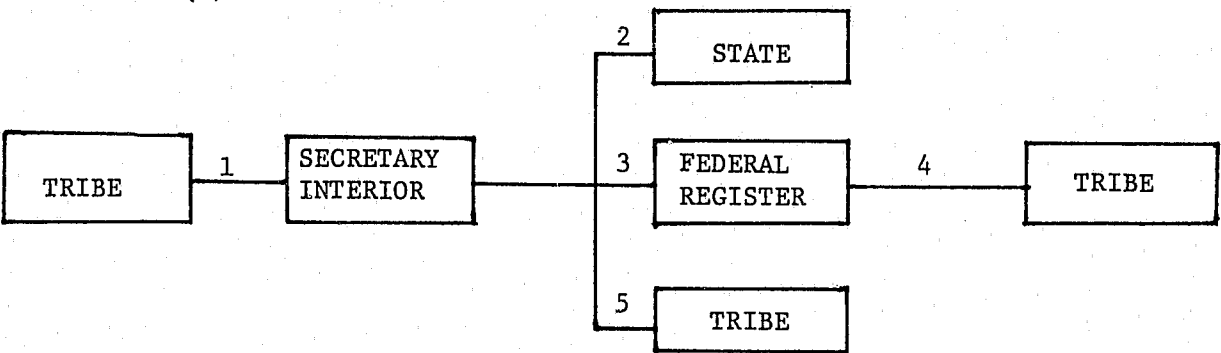 2
STATE
TRIBE
1
SECRETARY
INTERIOR
3
FEDERAL
REGISTER
4
TRIBE
5
TRIBE